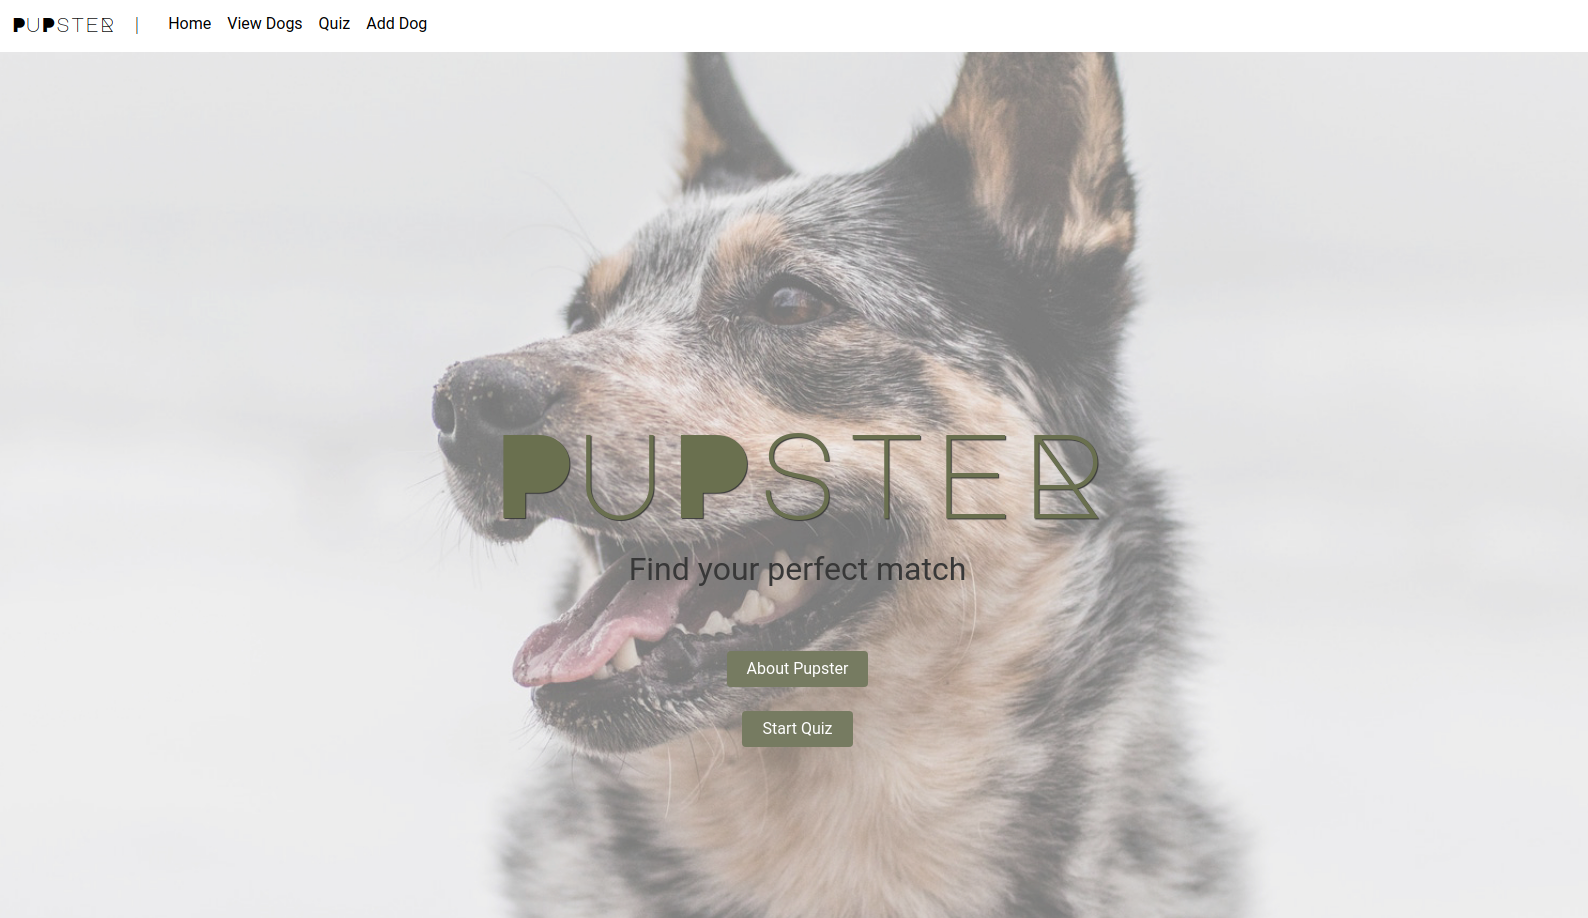 PUPSTER | Home View Dogs Quiz Add Dog
PUPSTER
Find your perfect match
About Pupster
Start Quiz